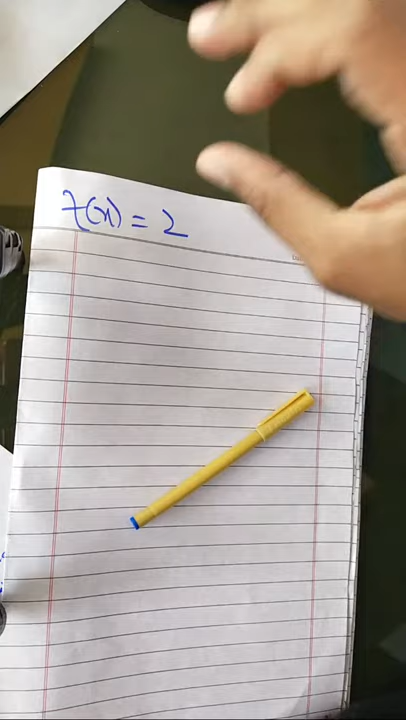 f(x) = 2